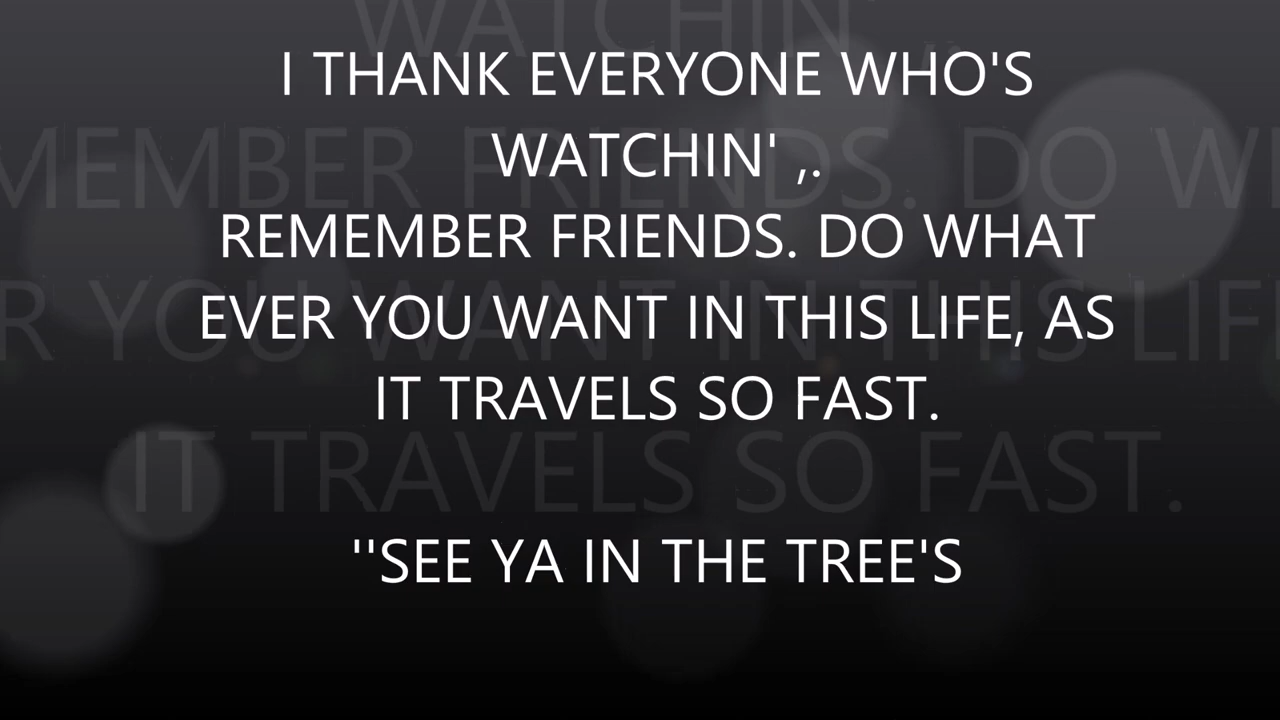 I THANK EVERYONE WHO'S
WATCHIN' ,.
REMEMBER FRIENDS. DO WHAT
EVER YOU WANT IN THIS LIFE, AS
IT TRAVELS SO FAST.
''SEE YA IN THE TREE'S